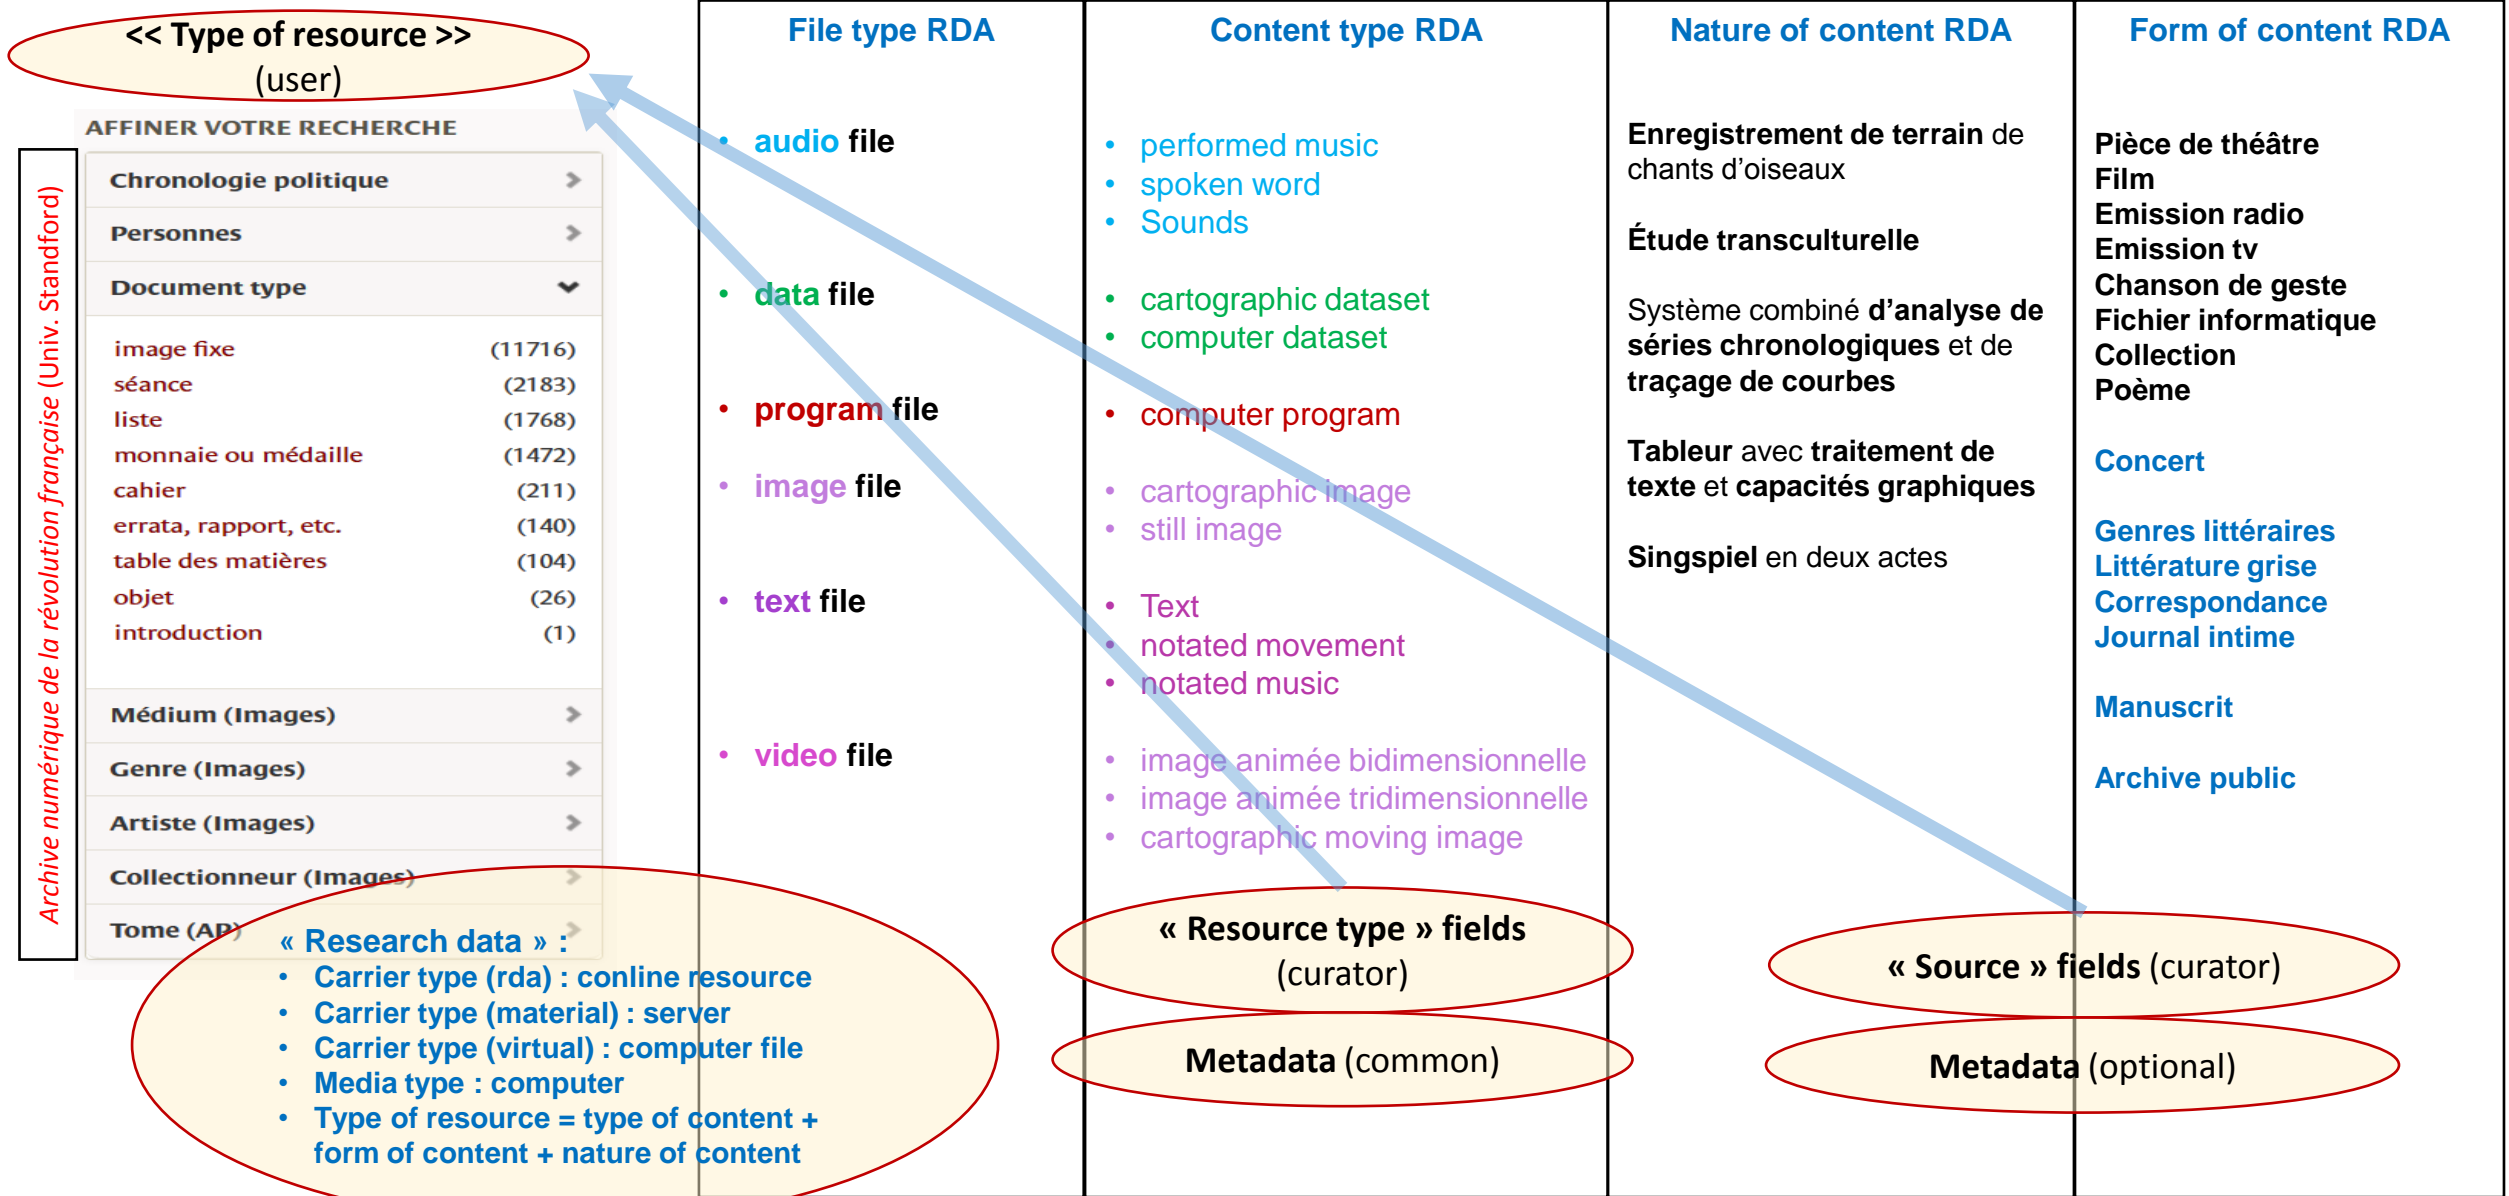 << Type of resource >>
(user)
AFFINER VOTRE RECHERCHE
Archive numérique de la révolution française (Univ. Standford)
Chronologie politique
Personnes
Document type
image fixe (11716)
séance (2183)
liste (1768)
monnaie ou médaille (1472)
cahier (211)
errata, rapport, etc. (140)
table des matières (104)
objet (26)
introduction (1)
Médium (Images)
Genre (Images)
Artiste (Images)
Collectionneur (Images)
Tome (AP)
« Research data » :
• Carrier type (rda) : conline resource
• Carrier type (material) : server
• Carrier type (virtual) : computer file
• Media type : computer
• Type of resource = type of content +
form of content + nature of content
File type RDA
• audio file
• data file
• program file
• image file
• text file
• video file
Content type RDA
• performed music
• spoken word
• Sounds
• cartographic dataset
• computer dataset
• computer program
• cartographic image
• still image
• Text
• notated movement
• notated music
• image animée bidimensionnelle
• image animée tridimensionnelle
• cartographic moving image
« Resource type » fields
(curator)
Metadata (common)
Nature of content RDA
Enregistrement de terrain de
chants d'oiseaux
Étude transculturelle
Système combiné d'analyse de
séries chronologiques et de
traçage de courbes
Tableur avec traitement de
texte et capacités graphiques
Singspiel en deux actes
Form of content RDA
Pièce de théâtre
Film
Emission radio
Emission tv
Chanson de geste
Fichier informatique
Collection
Poème
Concert
Genres littéraires
Littérature grise
Correspondance
Journal intime
Manuscrit
Archive public
« Source » fields (curator)
Metadata (optional)